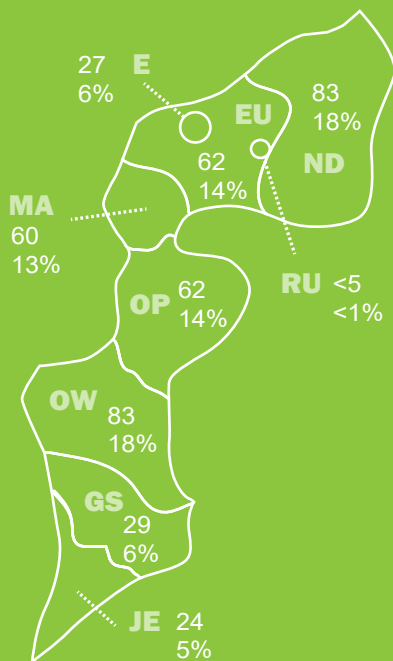 27 E
6%
EU
83
18%
ND
62
14%
MA
60
13%
RU <5
<1%
OP 62
14%
OW 83
18%
GS
29
6%
JE 24
5%